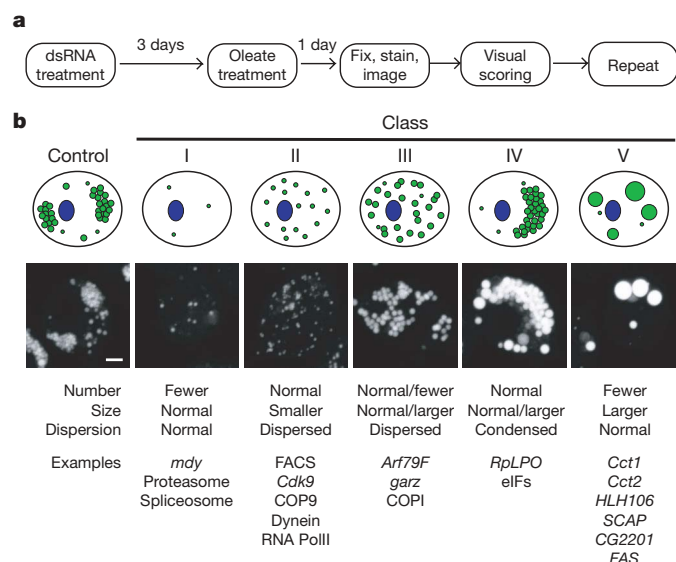 a
dsRNA treatment
3 days
Oleate treatment
1 day
Fix, stain, image
Visual scoring
Repeat
b
Class
Control I II III IV V
Number Fewer Normal Normal/fewer Normal Fewer
Size Normal Smaller Normal/larger Normal/larger Larger
Dispersion Normal Dispersed Dispersed Condensed Normal
Examples mdy FACS Arf79F RpLPO Cct1
Proteasome Cdk9 garz eIFs Cct2
Spliceosome COP9 COPI HLH106
Dynein SCAP
RNA PolII CG2201
FAS